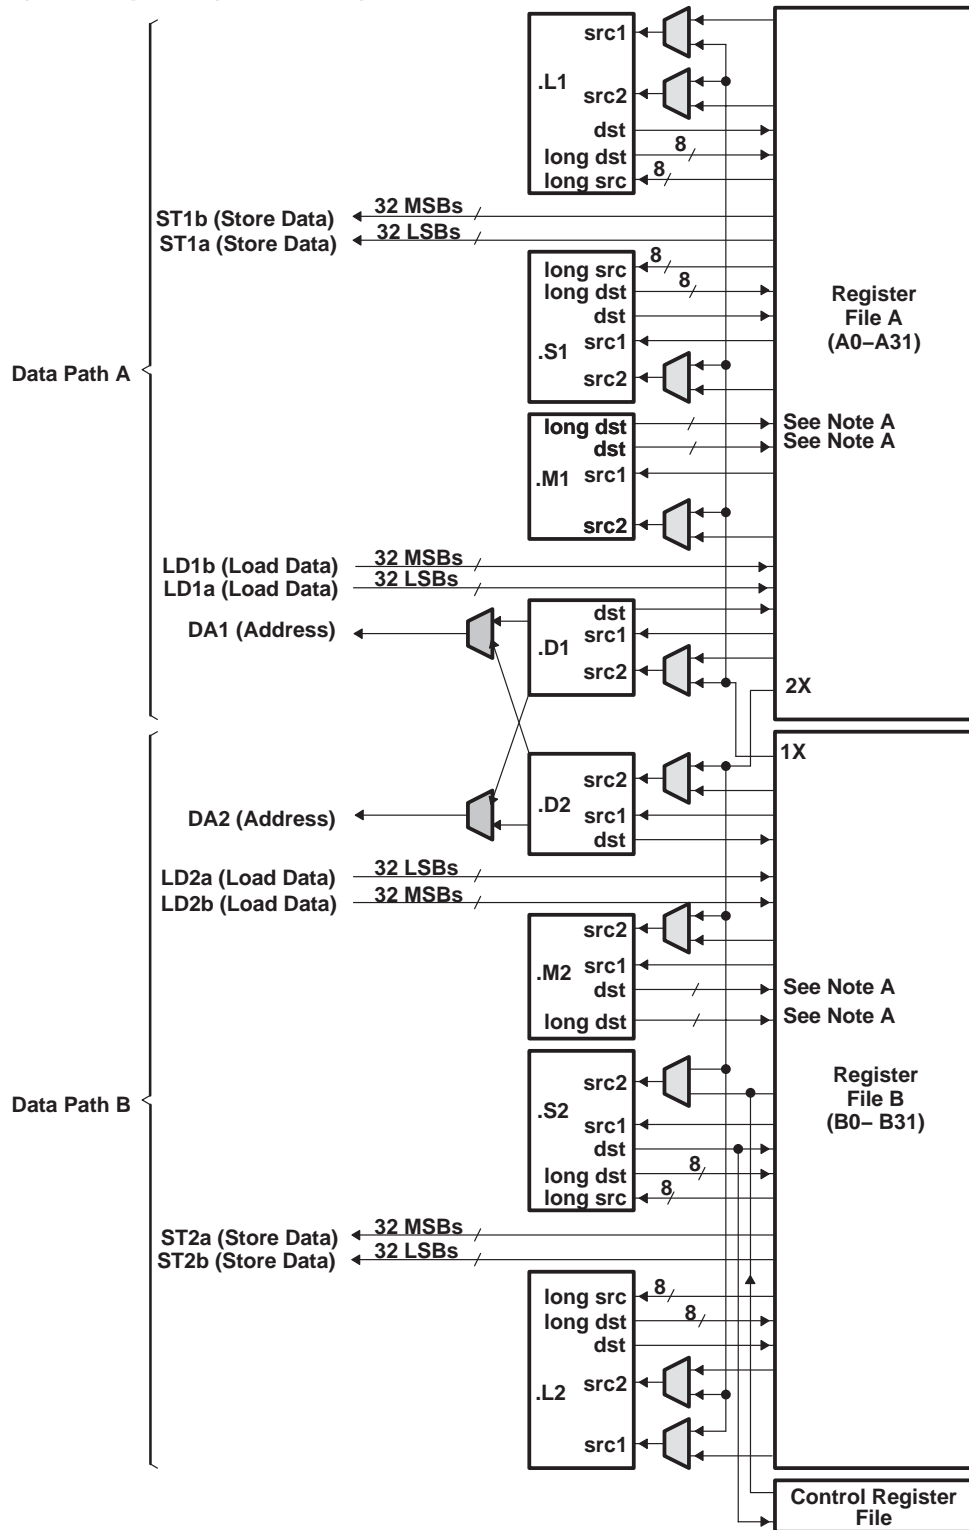 src1
.L1
src2
dst
8
long dst
8
long src
32 MSBs
ST1b (Store Data)
32 LSBs
ST1a (Store Data)
8
long src
8
long dst
dst
.S1
src1
src2
Register
File A
(A0–A31)
Data Path A
long dst
See Note A
dst
See Note A
.M1
src1
src2
32 MSBs
LD1b (Load Data)
32 LSBs
LD1a (Load Data)
DA1 (Address)
dst
.D1
src1
src2
2X
1X
src2
.D2
src1
dst
DA2 (Address)
32 LSBs
LD2a (Load Data)
32 MSBs
LD2b (Load Data)
src2
.M2
src1
dst
See Note A
long dst
See Note A
src2
.S2
src1
dst
8
long dst
8
long src
Register
File B
(B0– B31)
Data Path B
32 MSBs
ST2a (Store Data)
32 LSBs
ST2b (Store Data)
8
long src
8
long dst
dst
.L2
src2
src1
Control Register
File